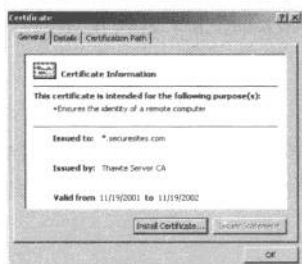 Certificate
General Details Certification Path
Certificate Information
This certificate is intended for the following purpose(s):
•Ensures the identity of a remote computer
Issued to: *.securesites.com
Issued by: Thawte Server CA
Valid from 11/19/2001 to 11/19/2002
Install Certificate... Issuer Statement
OK